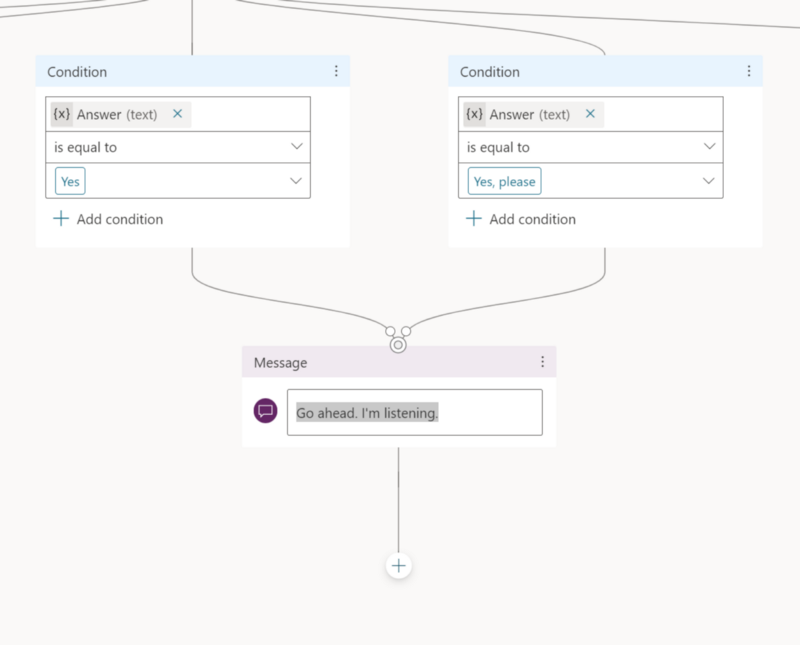 Condition
{x} Answer (text)
is equal to
Yes
Add condition
Condition
{x} Answer (text)
is equal to
Yes, please
Add condition
Message
Go ahead. I'm listening.